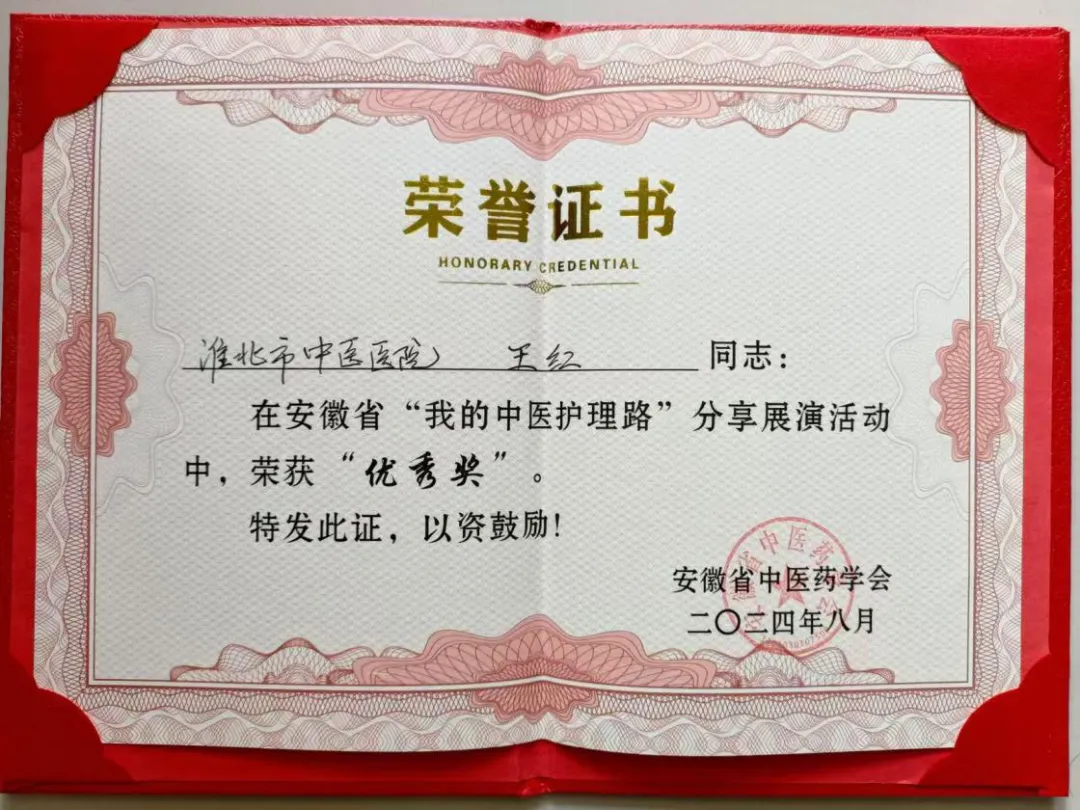 荣誉证书
HONORARY CREDENTIAL
淮北市中医医院 王红 同志：
在安徽省“我的中医护理路”分享展演活动
中，荣获“优秀奖”。
特发此证，以资鼓励！
安徽省中医药学会
二〇二四年八月